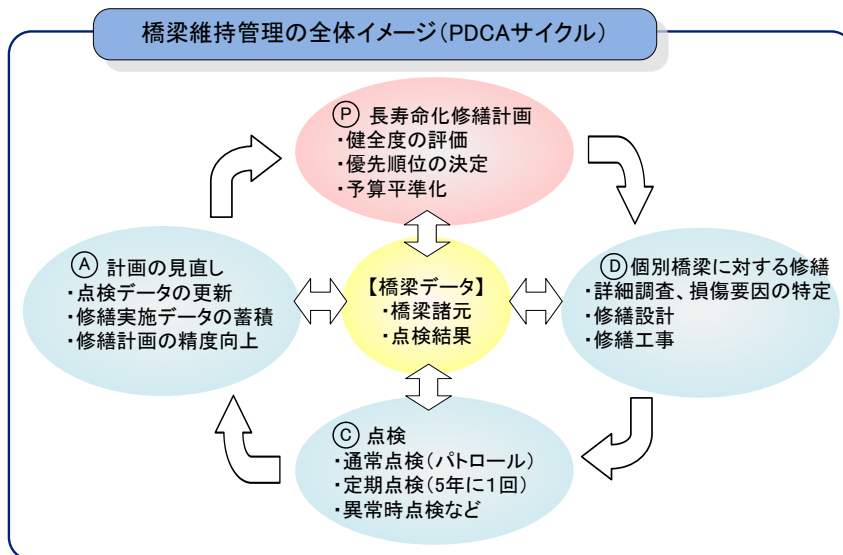 橋梁維持管理の全体イメージ(PDCAサイクル)
Ⓟ 長寿命化修繕計画
・健全度の評価
・優先順位の決定
・予算平準化
Ⓐ 計画の見直し
・点検データの更新
・修繕実施データの蓄積
・修繕計画の精度向上
【橋梁データ】
・橋梁諸元
・点検結果
Ⓓ個別橋梁に対する修繕
・詳細調査、損傷要因の特定
・修繕設計
・修繕工事
Ⓒ 点検
・通常点検(パトロール)
・定期点検(5年に1回)
・異常時点検など